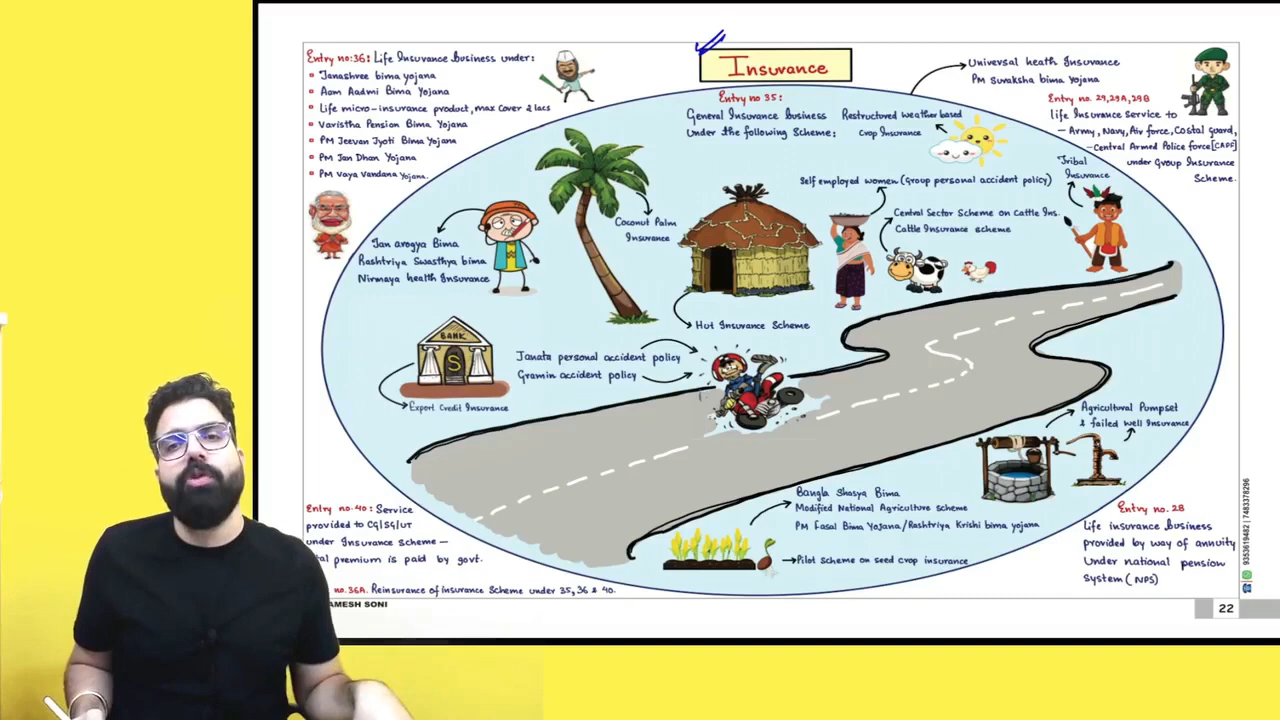 Insurance
Entry no:36: Life Insurance Business under:
Janashree bima yojana
Aam Aadmi Bima Yojana
Life micro-insurance product, max cover 2 lacs
Varistha Pension Bima Yojana
PM Jeevan Jyoti Bima Yojana
PM Jan Dhan Yojana
PM Vaya Vandana Yojana.
Entry no 35:
General Insurance Business
under the following Scheme:
Universal heath Insurance
PM Suraksha bima Yojana
Restructured weather based
Crop Insurance
Entry no. 29,29A,29B
Life Insurance service to
- Army, Navy, Air force, Costal guard,
- Central Armed Police force [CAPF]
under Group Insurance
Scheme.
Tribal
Insurance
Self employed women (Group personal accident policy)
Central Sector Scheme on Cattle Ins.
Cattle Insurance scheme
Coconut Palm
Insurance
Jan arogya Bima
Rashtriya Swasthya bima
Nirmaya health Insurance
Hut Insurance Scheme
BANK
S
Export Credit Insurance
Janata personal accident policy
Gramin accident policy
Agricultural Pumpset
& failed well Insurance
Bangla Shasya Bima
Modified National Agriculture scheme
PM Fasal Bima Yojana/Rashtriya Krishi bima yojana
Pilot Scheme on seed crop insurance
Entry no.40: Service
provided to CG/SG/UT
under Insurance scheme –
premium is paid by govt.
no.36A. Reinsurance of Insurance Scheme under 35, 36 & 40.
Entry no. 28
Life insurance Business
provided by way of annuity
Under national pension
system (NPS)
AMESH SONI
22
9353619482 | 7483378296